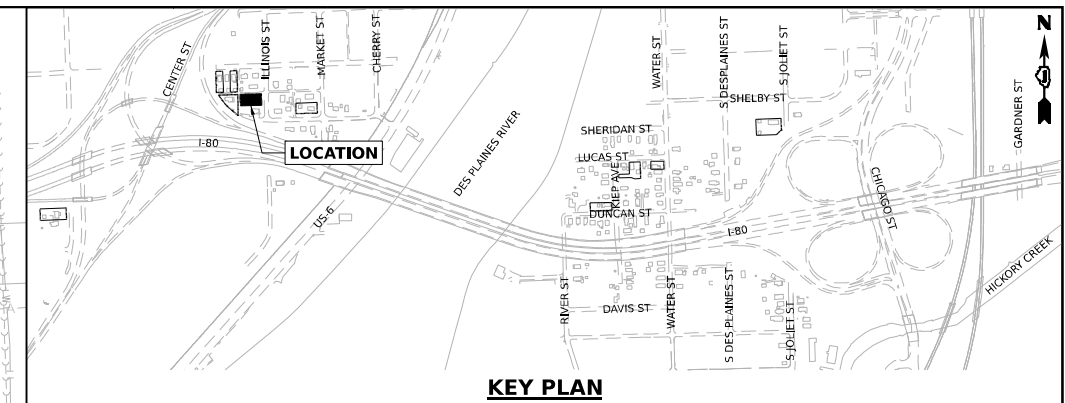 CENTER ST
ILLINOIS ST
MARKET ST
CHERRY ST
I-80
LOCATION
US-6
DES PLAINES RIVER
WATER ST
S DESPLAINES ST
S JOLIET ST
SHELBY ST
SHERIDAN ST
LUCAS ST
KIEP AVE
DUNCAN ST
I-80
CHICAGO ST
GARDNER ST
N
HICKORY CREEK
RIVER ST
DAVIS ST
WATER ST
S DES PLAINES ST
S JOLIET ST
KEY PLAN